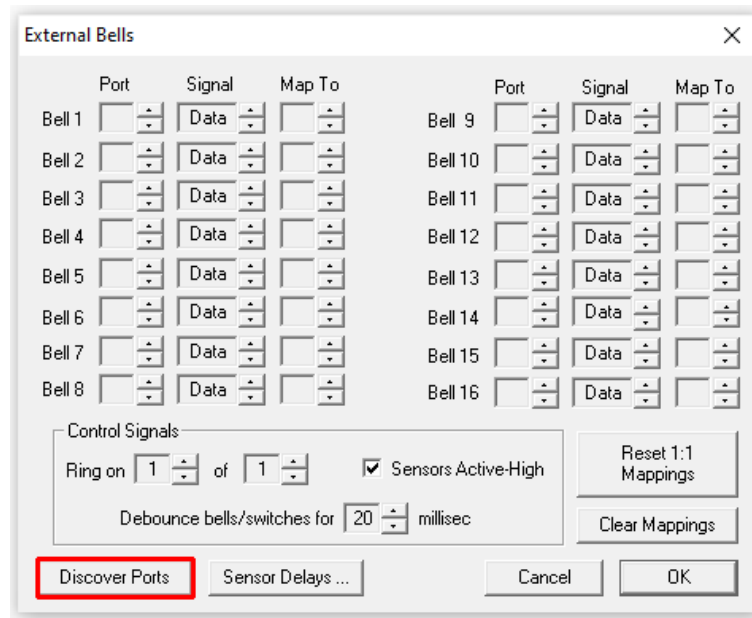 External Bells
Port Signal Map To Port Signal Map To
Bell 1 Data Bell 9 Data
Bell 2 Data Bell 10 Data
Bell 3 Data Bell 11 Data
Bell 4 Data Bell 12 Data
Bell 5 Data Bell 13 Data
Bell 6 Data Bell 14 Data
Bell 7 Data Bell 15 Data
Bell 8 Data Bell 16 Data
Control Signals
Ring on 1 of 1 Sensors Active-High
Debounce bells/switches for 20 millisec
Reset 1:1
Mappings
Clear Mappings
Discover Ports Sensor Delays ... Cancel OK